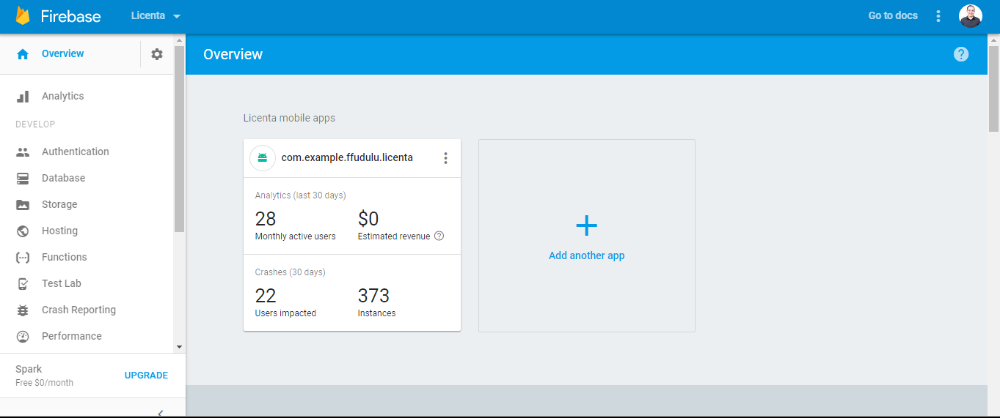 Firebase
Licenta
Go to docs
Overview
Overview
?
Analytics
DEVELOP
Authentication
Database
Storage
Hosting
Functions
Test Lab
Crash Reporting
Performance
Spark
Free $0/month
UPGRADE
Licenta mobile apps
com.example.ffudulu.licenta
Analytics (last 30 days)
28 $0
Monthly active users Estimated revenue ?
Crashes (30 days)
22 373
Users impacted Instances
Add another app